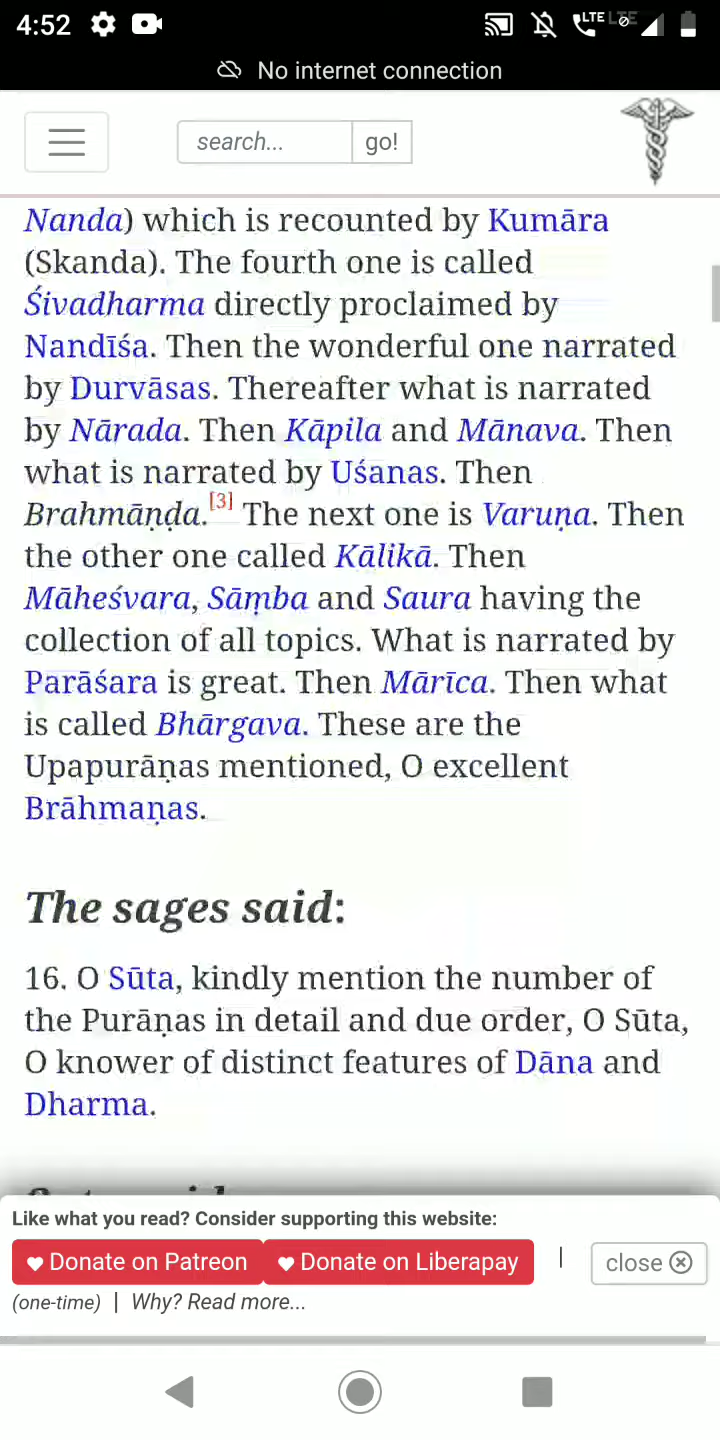 4:52
LTE LTE
No internet connection
search... go!
Nanda) which is recounted by Kumāra
(Skanda). The fourth one is called
Śivadharma directly proclaimed by
Nandīśa. Then the wonderful one narrated
by Durvāsas. Thereafter what is narrated
by Nārada. Then Kāpila and Mānava. Then
what is narrated by Uśanas. Then
Brahmāṇḍa.[3] The next one is Varuṇa. Then
the other one called Kālikā. Then
Māheśvara, Sāṃba and Saura having the
collection of all topics. What is narrated by
Parāśara is great. Then Mārīca. Then what
is called Bhārgava. These are the
Upapurāṇas mentioned, O excellent
Brāhmaṇas.
The sages said:
16. O Sūta, kindly mention the number of
the Purāṇas in detail and due order, O Sūta,
O knower of distinct features of Dāna and
Dharma.
Like what you read? Consider supporting this website:
Donate on Patreon Donate on Liberapay | close
(one-time) | Why? Read more...